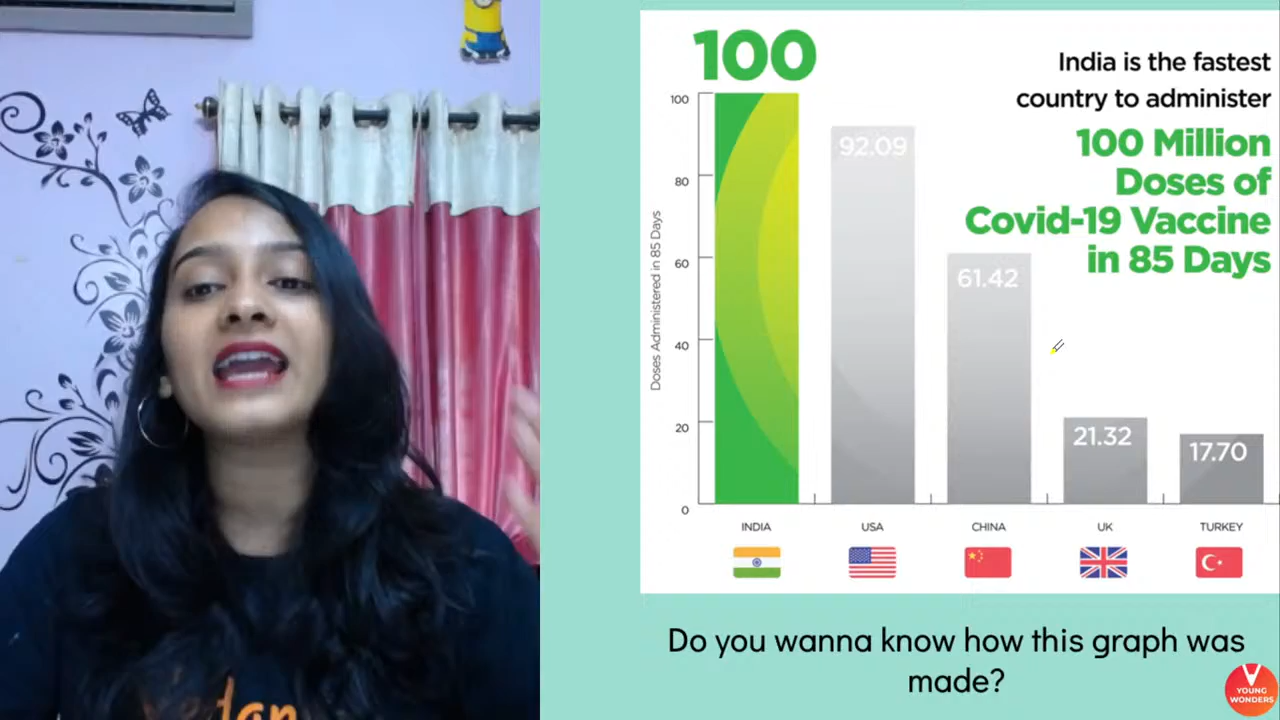 100
India is the fastest
country to administer
100 Million
Doses of
Covid-19 Vaccine
in 85 Days
Doses Administered in 85 Days
100
80
60
40
20
0
92.09
61.42
21.32
17.70
INDIA
USA
CHINA
UK
TURKEY
Do you wanna know how this graph was
made?
V
YOUNG
WONDERS